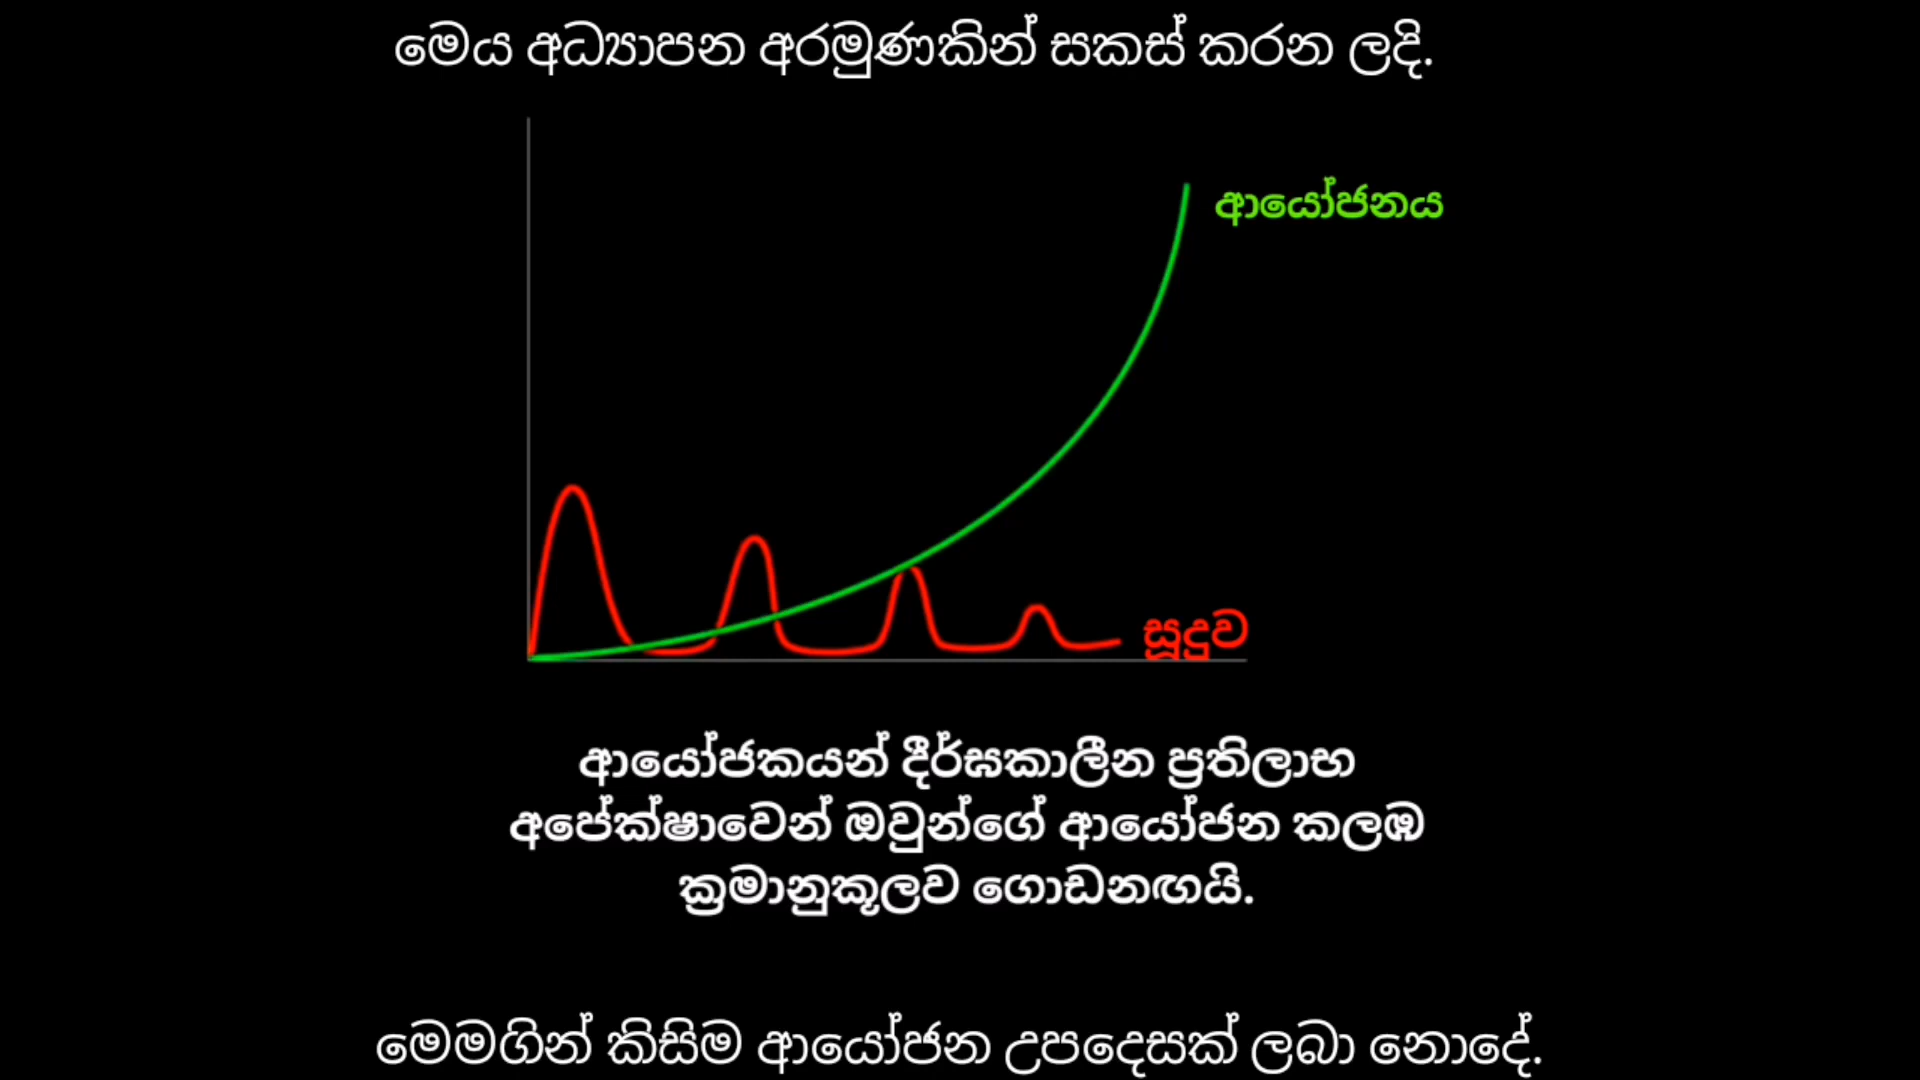 මෙය අධ්‍යාපන අරමුණකින් සකස් කරන ලදි.
ආයෝජනය
සූදුව
ආයෝජකයන් දීර්ඝකාලීන ප්‍රතිලාභ
අපේක්ෂාවෙන් ඔවුන්ගේ ආයෝජන කලඹ
ක්‍රමානුකූලව ගොඩනඟයි.
මෙමගින් කිසිම ආයෝජන උපදෙසක් ලබා නොදේ.